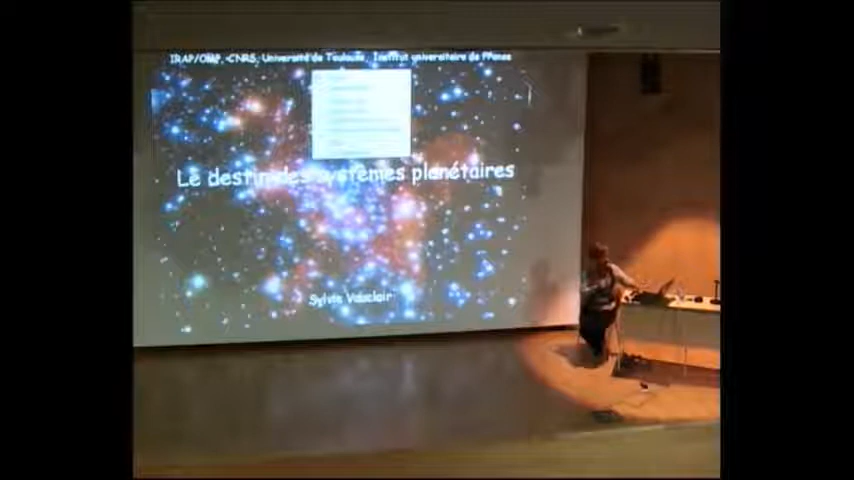 IRAP/OMP, CNRS, Université de Toulouse, Institut universitaire de France
Le destin des systèmes planétaires
Sylvie Vauclair